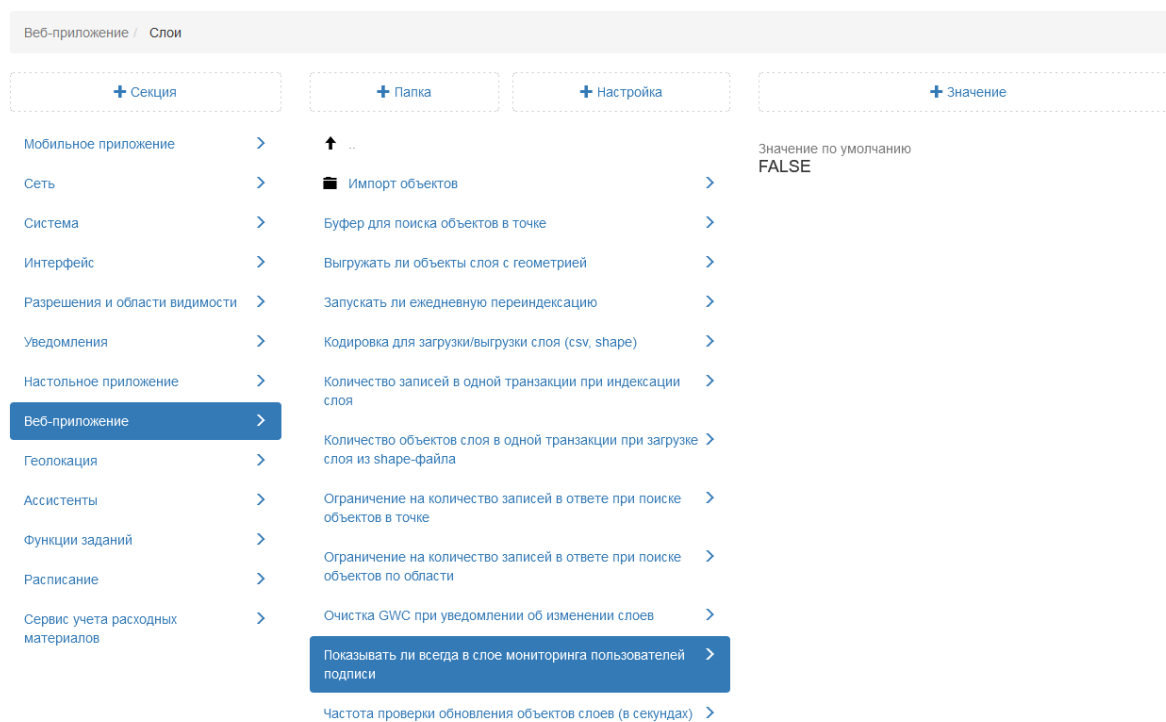 Веб-приложение / Слои
Секция
Папка
Настройка
Значение
Мобильное приложение
Сеть
Система
Интерфейс
Разрешения и области видимости
Уведомления
Настольное приложение
Веб-приложение
Геолокация
Ассистенты
Функции заданий
Расписание
Сервис учета расходных
материалов
..
Импорт объектов
Буфер для поиска объектов в точке
Выгружать ли объекты слоя с геометрией
Запускать ли ежедневную переиндексацию
Кодировка для загрузки/выгрузки слоя (csv, shape)
Количество записей в одной транзакции при индексации
слоя
Количество объектов слоя в одной транзакции при загрузке
слоя из shape-файла
Ограничение на количество записей в ответе при поиске
объектов в точке
Ограничение на количество записей в ответе при поиске
объектов по области
Очистка GWC при уведомлении об изменении слоев
Показывать ли всегда в слое мониторинга пользователей
подписи
Частота проверки обновления объектов слоев (в секундах)
Значение по умолчанию
FALSE